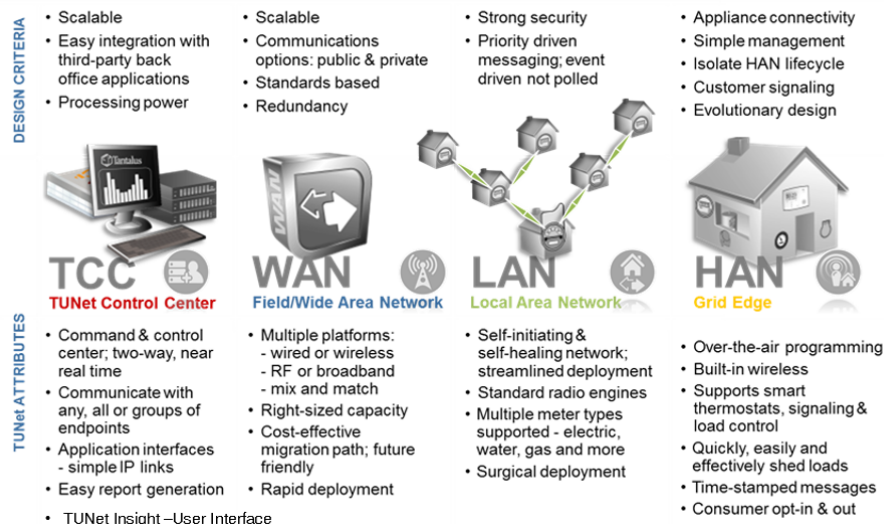 DESIGN CRITERIA
• Scalable
• Easy integration with
third-party back
office applications
• Processing power
• Scalable
• Communications
options: public & private
• Standards based
• Redundancy
• Strong security
• Priority driven
messaging; event
driven not polled
• Appliance connectivity
• Simple management
• Isolate HAN lifecycle
• Customer signaling
• Evolutionary design
Tantalus
WAN
TCC
TUNet Control Center
WAN
Field/Wide Area Network
LAN
Local Area Network
HAN
Grid Edge
TUNet ATTRIBUTES
• Command & control
center; two-way, near
real time
• Communicate with
any, all or groups of
endpoints
• Application interfaces
- simple IP links
• Easy report generation
• TUNet Insight –User Interface
• Multiple platforms:
- wired or wireless
- RF or broadband
- mix and match
• Right-sized capacity
• Cost-effective
migration path; future
friendly
• Rapid deployment
• Self-initiating &
self-healing network;
streamlined deployment
• Standard radio engines
• Multiple meter types
supported - electric,
water, gas and more
• Surgical deployment
• Over-the-air programming
• Built-in wireless
• Supports smart
thermostats, signaling &
load control
• Quickly, easily and
effectively shed loads
• Time-stamped messages
• Consumer opt-in & out